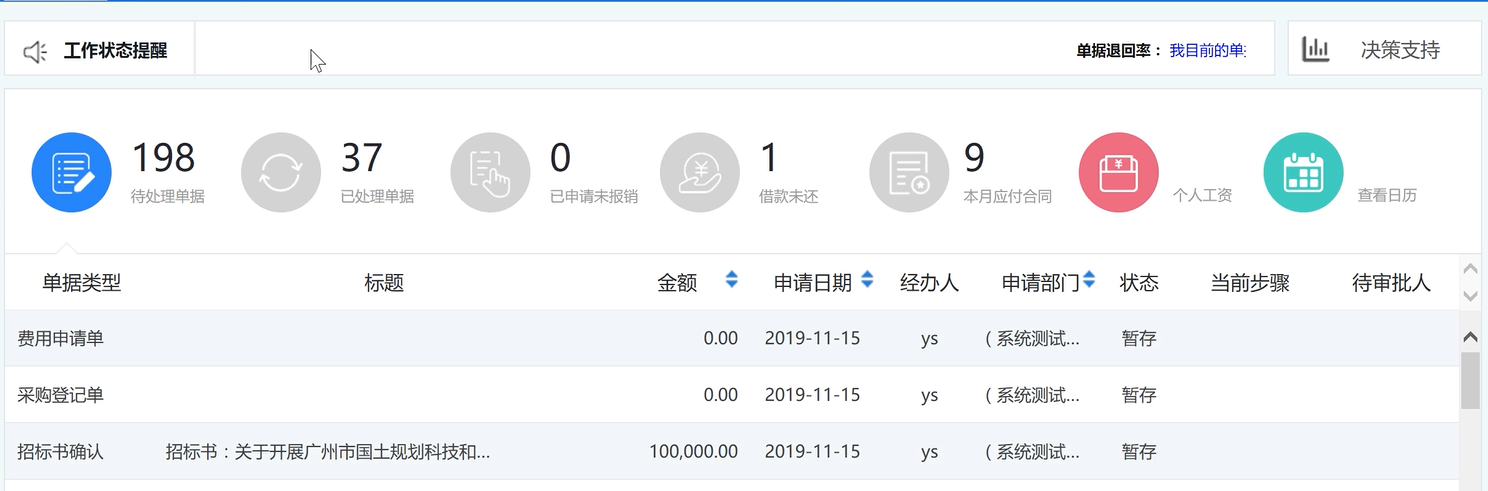 工作状态提醒 单据退回率： 我目前的单 决策支持
198 37 0 1 9
待处理单据 已处理单据 已申请未报销 借款未还 本月应付合同 个人工资 查看日历
单据类型 标题 金额 申请日期 经办人 申请部门 状态 当前步骤 待审批人
费用申请单 0.00 2019-11-15 ys （系统测试... 暂存
采购登记单 0.00 2019-11-15 ys （系统测试... 暂存
招标书确认 招标书：关于开展广州市国土规划科技和... 100,000.00 2019-11-15 ys （系统测试... 暂存